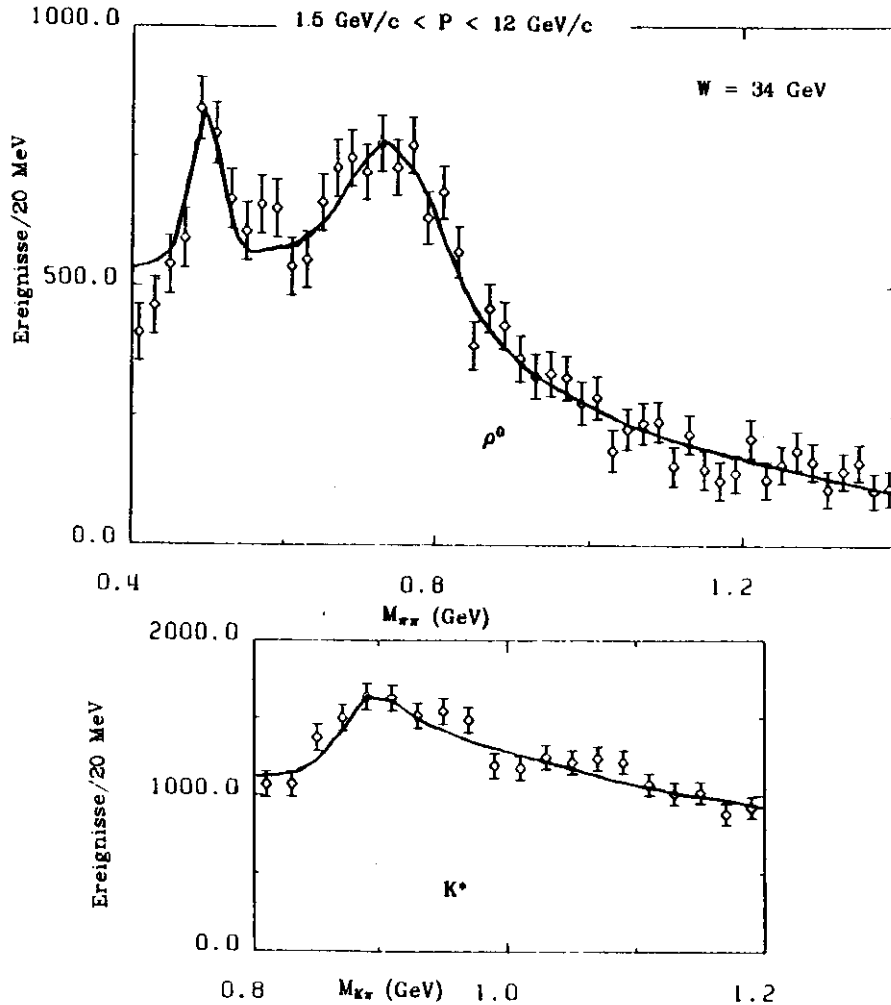 1000.0
1.5 GeV/c < P < 12 GeV/c
W = 34 GeV
Ereignisse/20 MeV
500.0
ρ⁰
0.0
0.4 0.8 1.2
Mππ (GeV)
2000.0
Ereignisse/20 MeV
1000.0
K*
0.0
0.8 1.0 1.2
MKπ (GeV)